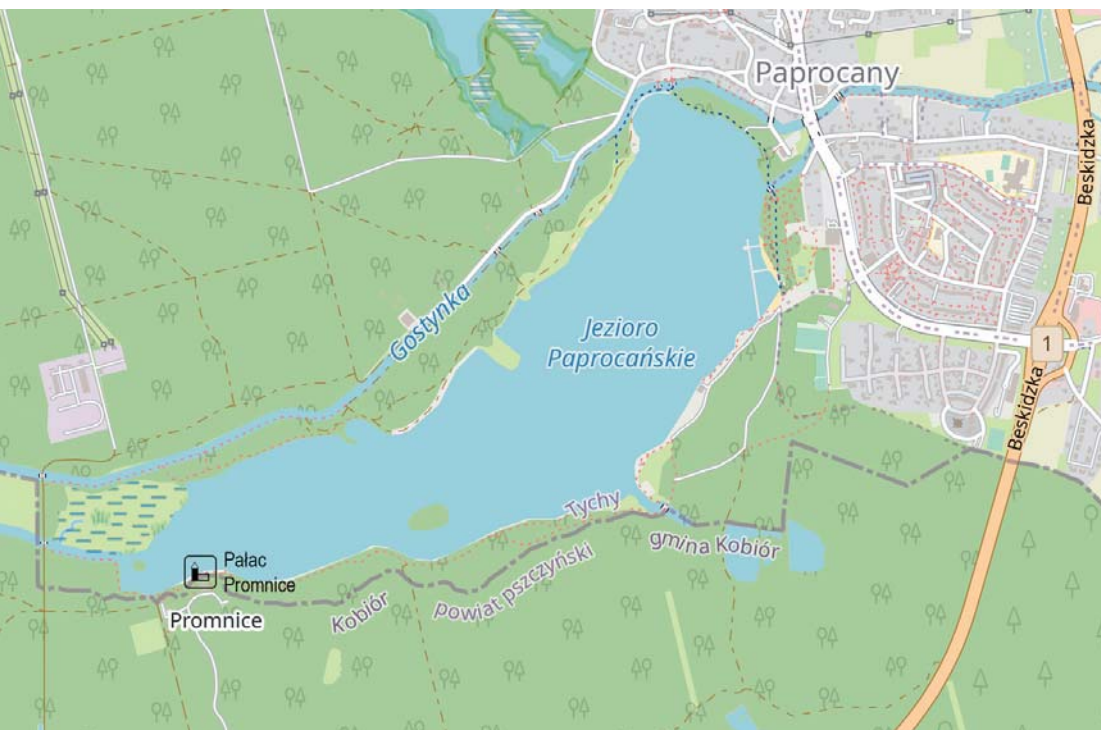 Paprocany
Beskidzka
Gostynka
Jezioro
Paprocańskie
1
Beskidzka
Tychy
gmina Kobiór
powiat pszczyński
Kobiór
Pałac
Promnice
Promnice